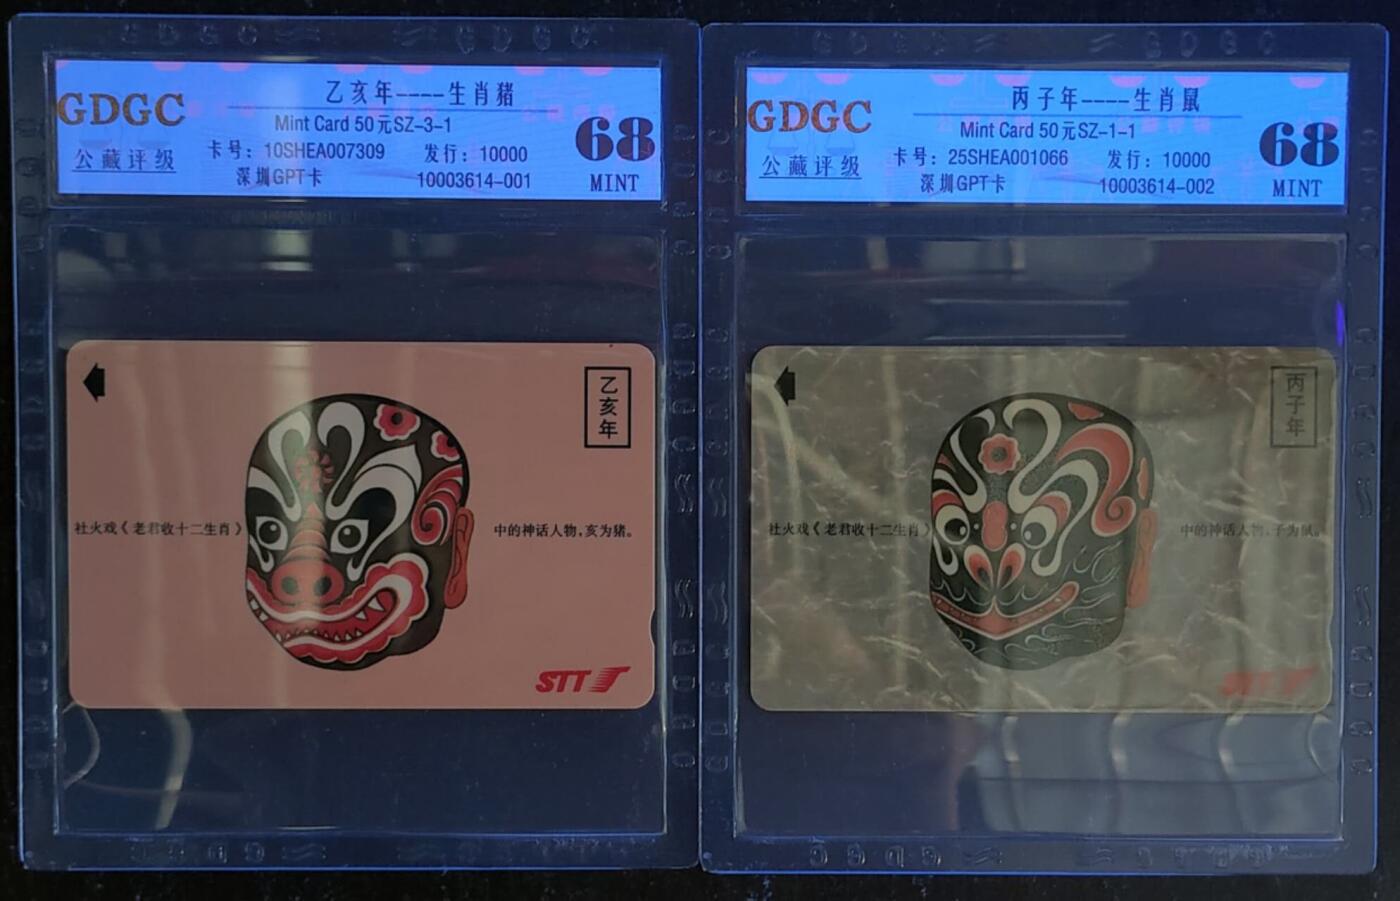 GDGC
公藏评级
乙亥年----生肖猪
Mint Card 50元SZ-3-1
卡号：10SHEA007309 发行：10000
深圳GPT卡 10003614-001
68
MINT
乙亥年
社火戏《老君收十二生肖》 中的神话人物，亥为猪。
STT
GDGC
公藏评级
丙子年----生肖鼠
Mint Card 50元SZ-1-1
卡号：25SHEA001066 发行：10000
深圳GPT卡 10003614-002
68
MINT
丙子年
社火戏《老君收十二生肖》 中的神话人物，子为鼠。
STT